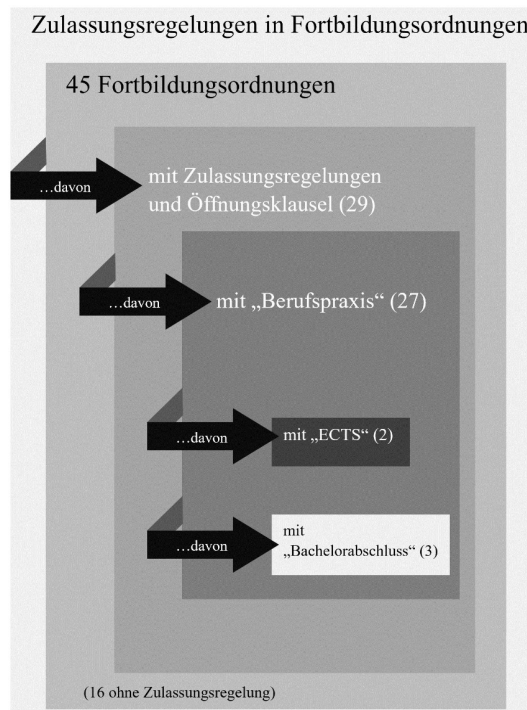 Zulassungsregelungen in Fortbildungsordnungen
45 Fortbildungsordnungen
…davon
mit Zulassungsregelungen
und Öffnungsklausel (29)
…davon
mit „Berufspraxis“ (27)
…davon
mit „ECTS“ (2)
…davon
mit
„Bachelorabschluss“ (3)
(16 ohne Zulassungsregelung)